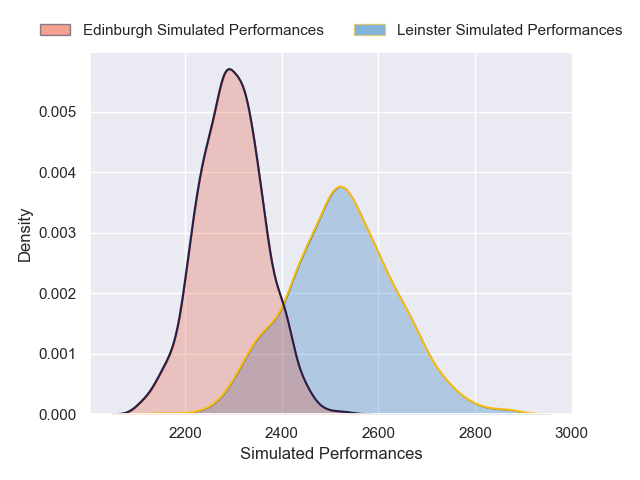 Edinburgh Simulated Performances Leinster Simulated Performances
0.005
0.004
0.003
0.002
0.001
0.000
Density
2200 2400 2600 2800 3000
Simulated Performances